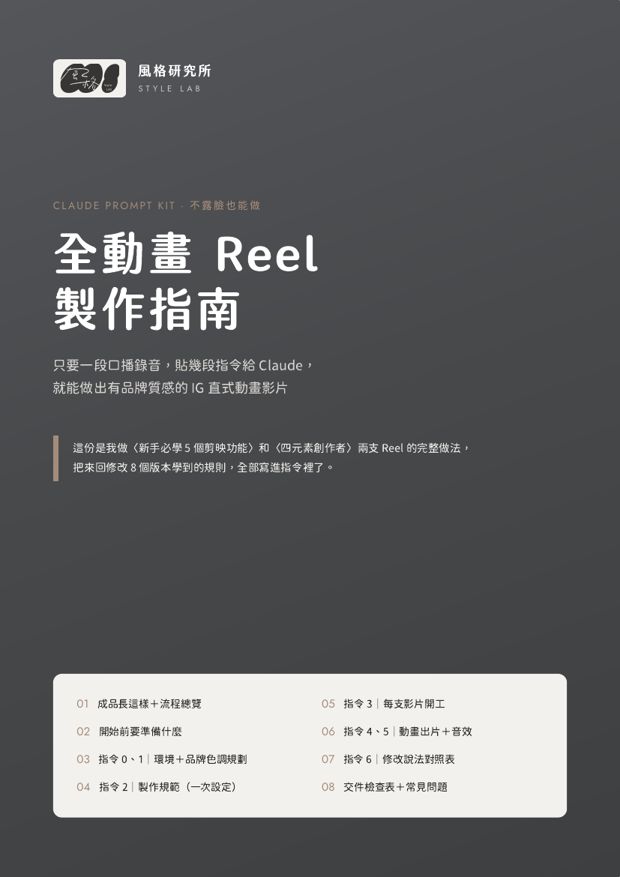 風格
風格研究所
STYLE LAB
CLAUDE PROMPT KIT · 不露臉也能做
全動畫 Reel
製作指南
只要一段口播錄音，貼幾段指令給 Claude，
就能做出有品牌質感的 IG 直式動畫影片
這份是我做〈新手必學 5 個剪映功能〉和〈四元素創作者〉兩支 Reel 的完整做法，
把來回修改 8 個版本學到的規則，全部寫進指令裡了。
01 成品長這樣＋流程總覽
02 開始前要準備什麼
03 指令 0、1｜環境＋品牌色調規劃
04 指令 2｜製作規範（一次設定）
05 指令 3｜每支影片開工
06 指令 4、5｜動畫出片＋音效
07 指令 6｜修改說法對照表
08 交件檢查表＋常見問題